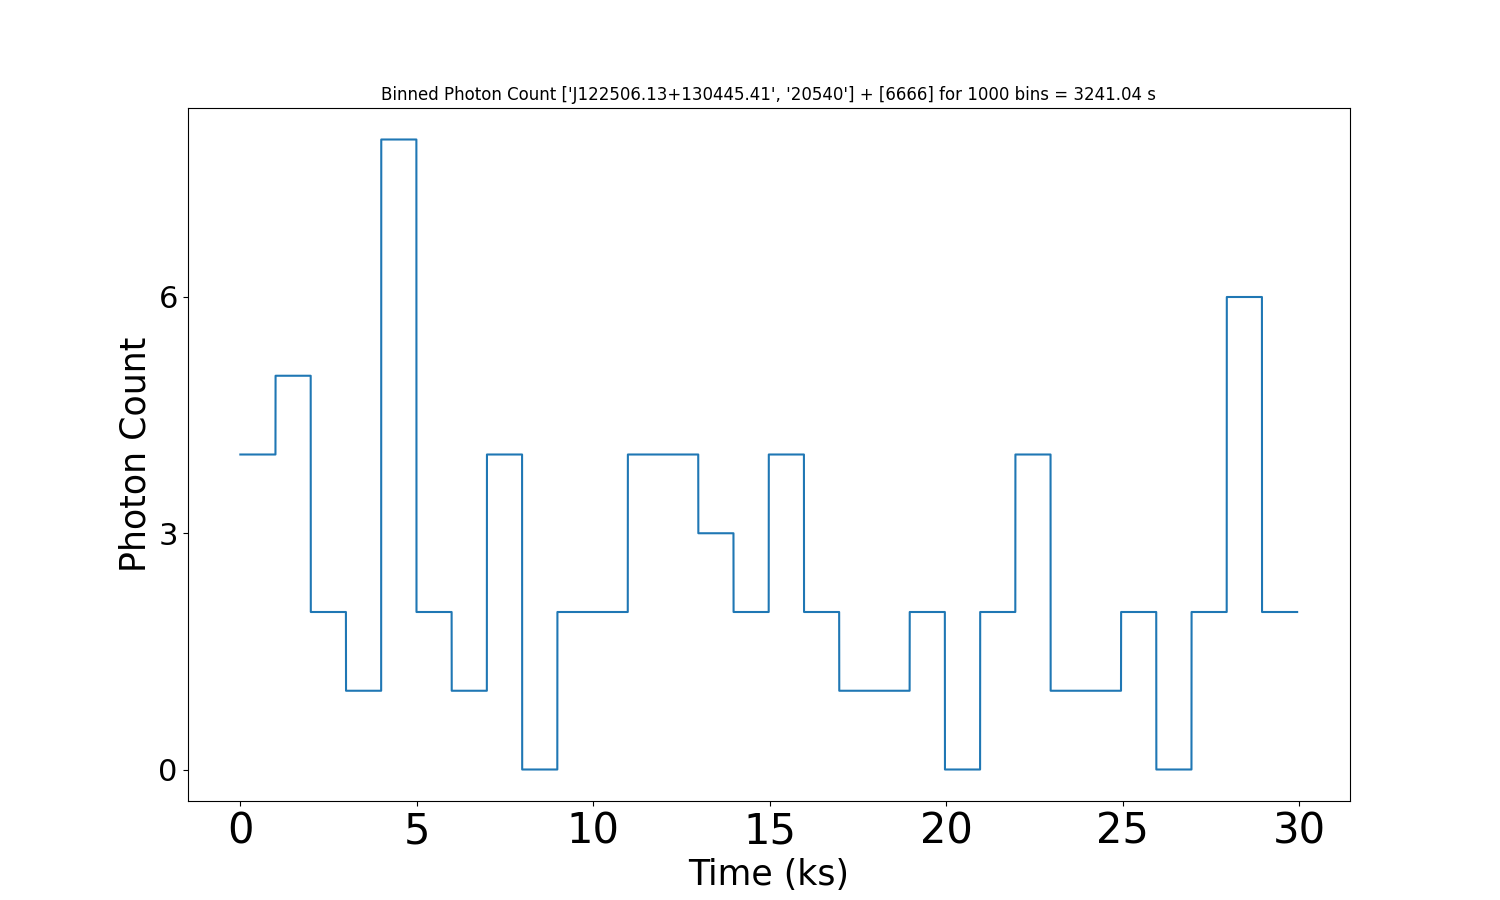 Binned Photon Count ['J122506.13+130445.41', '20540'] + [6666] for 1000 bins = 3241.04 s
6
3
0
Photon Count
0 5 10 15 20 25 30
Time (ks)